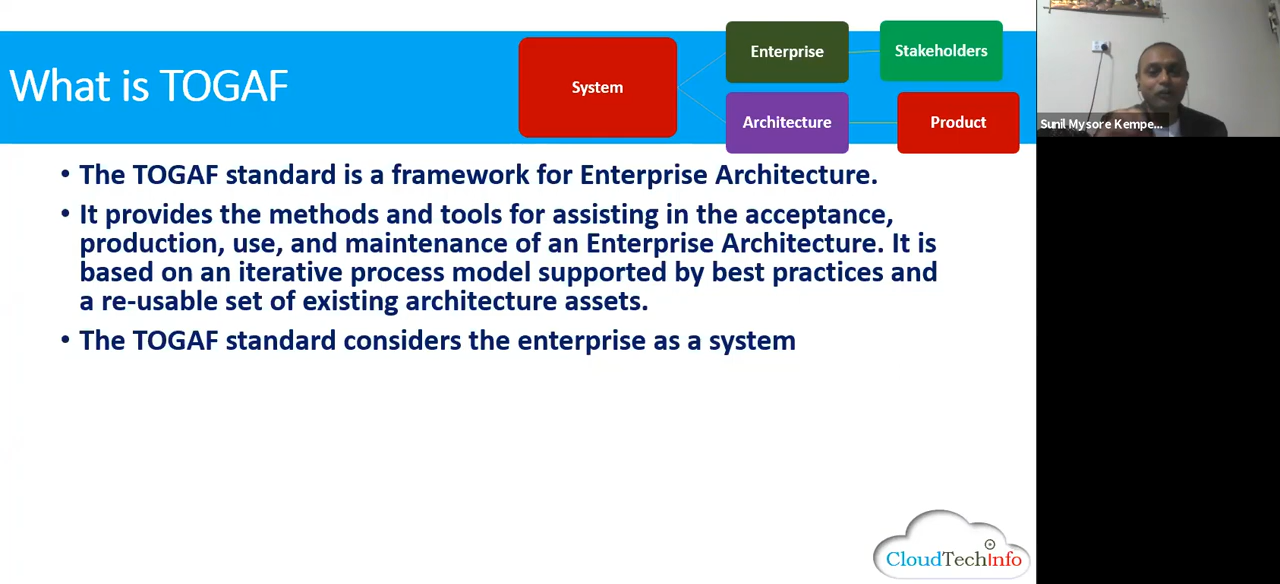 What is TOGAF
System
Enterprise
Stakeholders
Architecture
Product
Sunil Mysore Kempe...
• The TOGAF standard is a framework for Enterprise Architecture.
• It provides the methods and tools for assisting in the acceptance,
production, use, and maintenance of an Enterprise Architecture. It is
based on an iterative process model supported by best practices and
a re-usable set of existing architecture assets.
• The TOGAF standard considers the enterprise as a system
CloudTechInfo